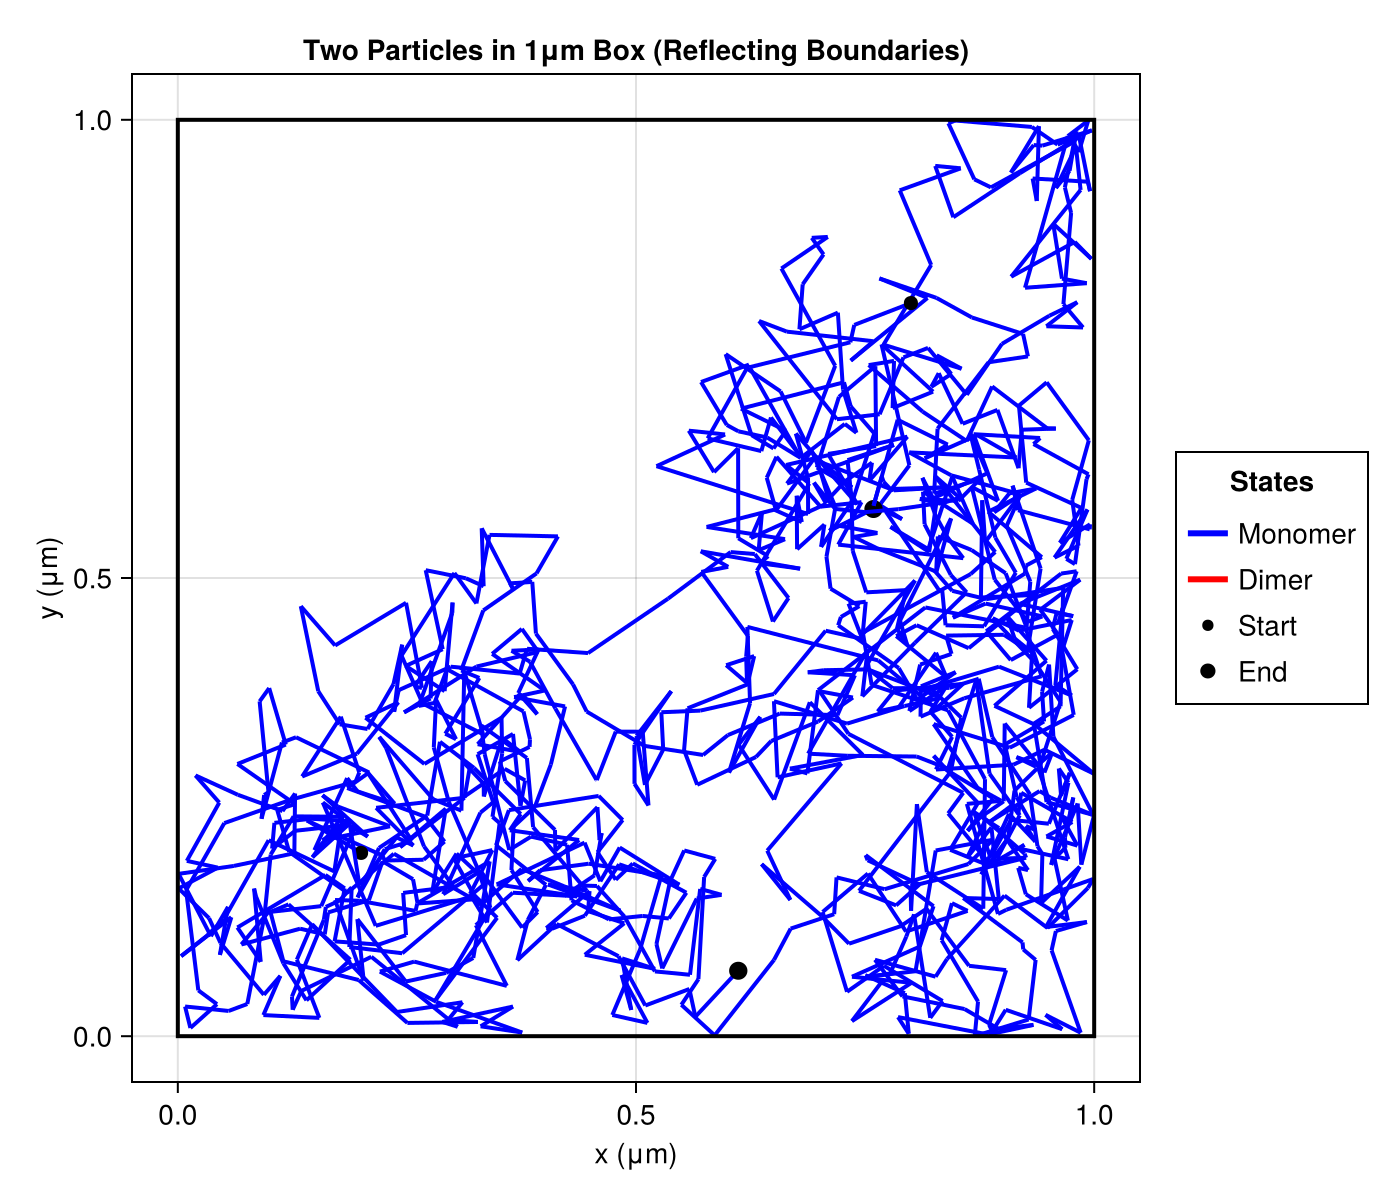 Two Particles in 1µm Box (Reflecting Boundaries)
1.0
0.5
0.0
y (µm)
0.0 0.5 1.0
x (µm)
States
Monomer
Dimer
Start
End